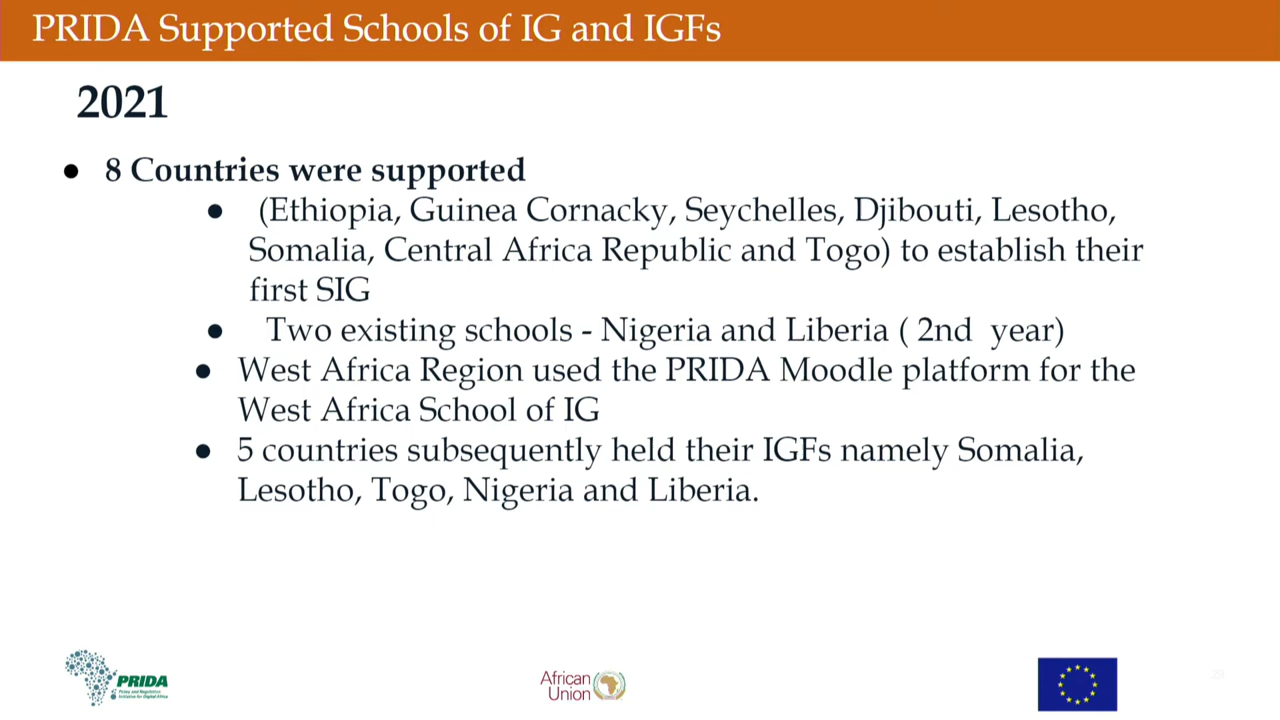 PRIDA Supported Schools of IG and IGFs
2021
● 8 Countries were supported
● (Ethiopia, Guinea Cornacky, Seychelles, Djibouti, Lesotho,
Somalia, Central Africa Republic and Togo) to establish their
first SIG
● Two existing schools - Nigeria and Liberia ( 2nd year)
● West Africa Region used the PRIDA Moodle platform for the
West Africa School of IG
● 5 countries subsequently held their IGFs namely Somalia,
Lesotho, Togo, Nigeria and Liberia.
PRIDA
Policy and Regulation
Initiative for Digital Africa
African
Union
29